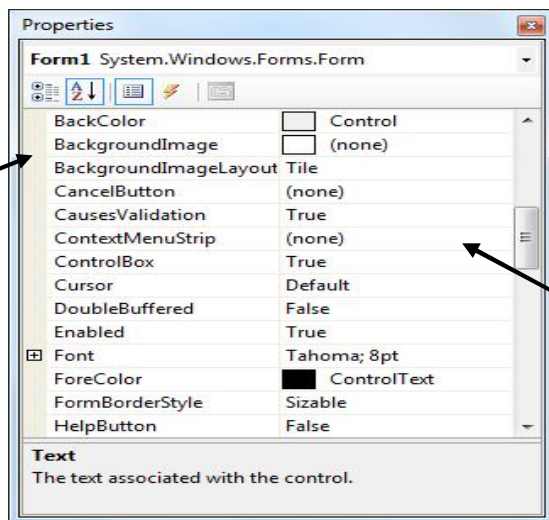 Properties
Form1 System.Windows.Forms.Form
BackColor Control
BackgroundImage (none)
BackgroundImageLayout Tile
CancelButton (none)
CausesValidation True
ContextMenuStrip (none)
ControlBox True
Cursor Default
DoubleBuffered False
Enabled True
Font Tahoma; 8pt
ForeColor ControlText
FormBorderStyle Sizable
HelpButton False
Text
The text associated with the control.